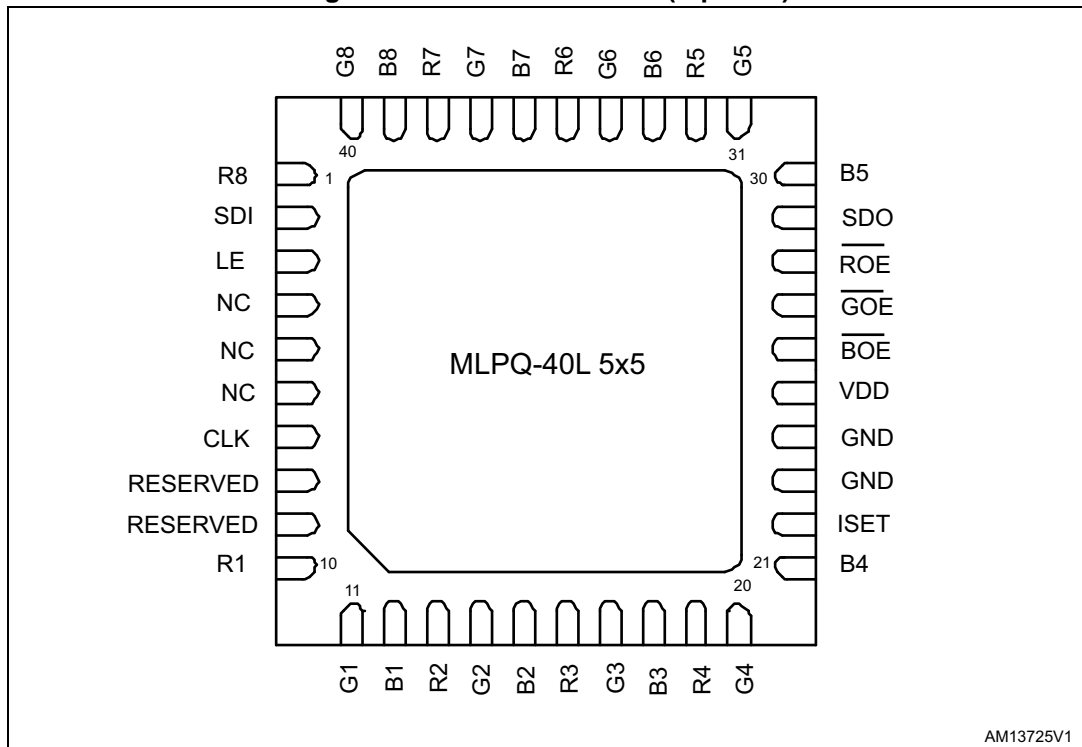 G8 B8 R7 G7 B7 R6 G6 B6 R5 G5
40 31
R8 1 30 B5
SDI SDO
LE ROE
NC GOE
NC MLPQ-40L 5x5 BOE
NC VDD
CLK GND
RESERVED GND
RESERVED ISET
R1 10 21 B4
11 20
G1 B1 R2 G2 B2 R3 G3 B3 R4 G4
AM13725V1